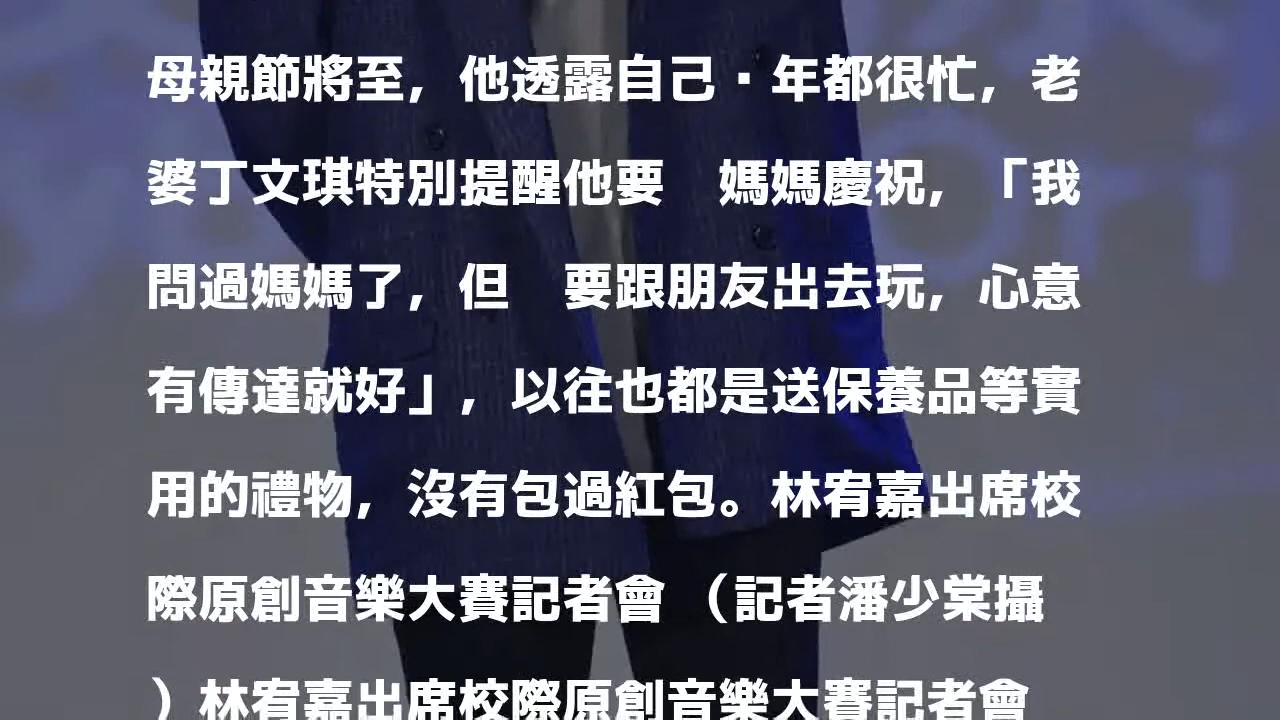 母親節將至，他透露自己·年都很忙，老
婆丁文琪特別提醒他要　媽媽慶祝，「我
問過媽媽了，但　要跟朋友出去玩，心意
有傳達就好」，以往也都是送保養品等實
用的禮物，沒有包過紅包。林宥嘉出席校
際原創音樂大賽記者會 （記者潘少棠攝
）林宥嘉出席校際原創音樂大賽記者會